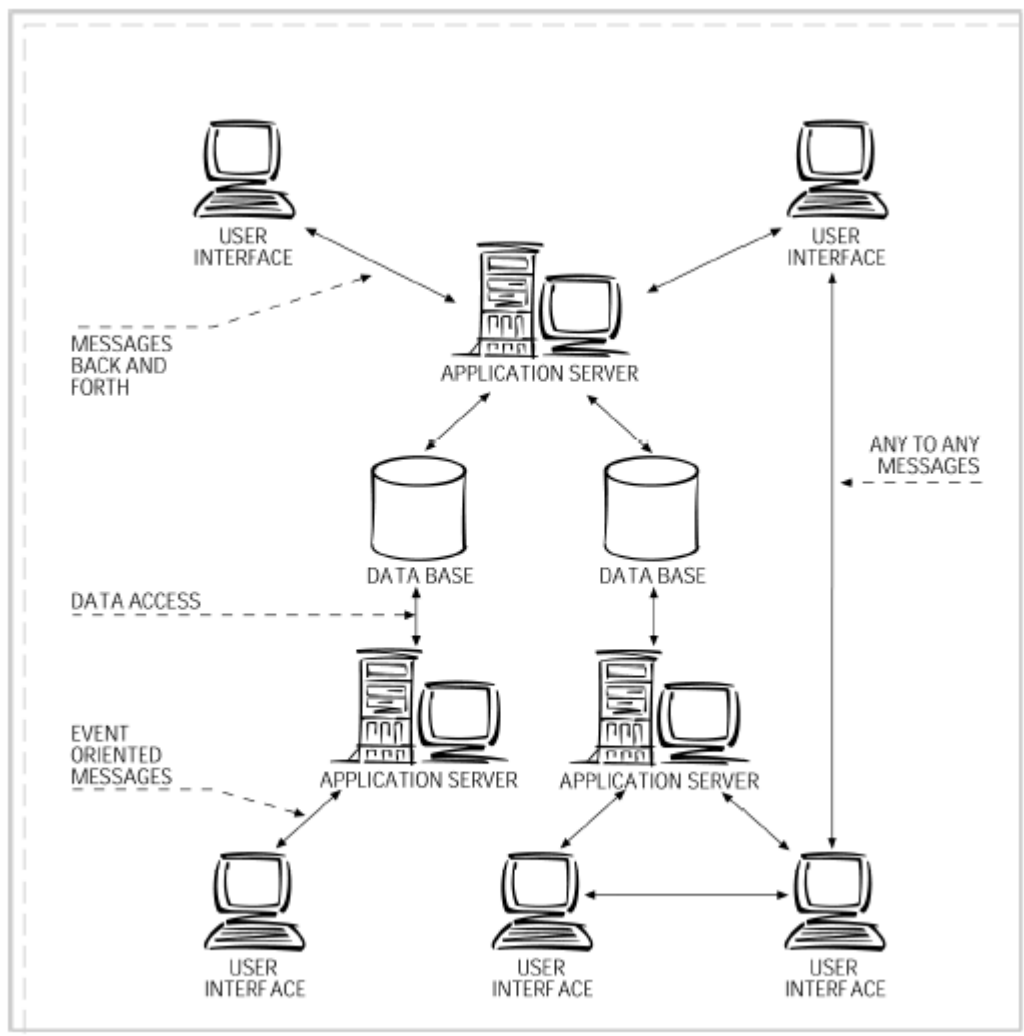 USER
INTERFACE
USER
INTERFACE
MESSAGES
BACK AND
FORTH
APPLICATION SERVER
ANY TO ANY
MESSAGES
DATA BASE
DATA BASE
DATA ACCESS
EVENT
ORIENTED
MESSAGES
APPLICATION SERVER
APPLICATION SERVER
USER
INTERFACE
USER
INTERFACE
USER
INTERFACE